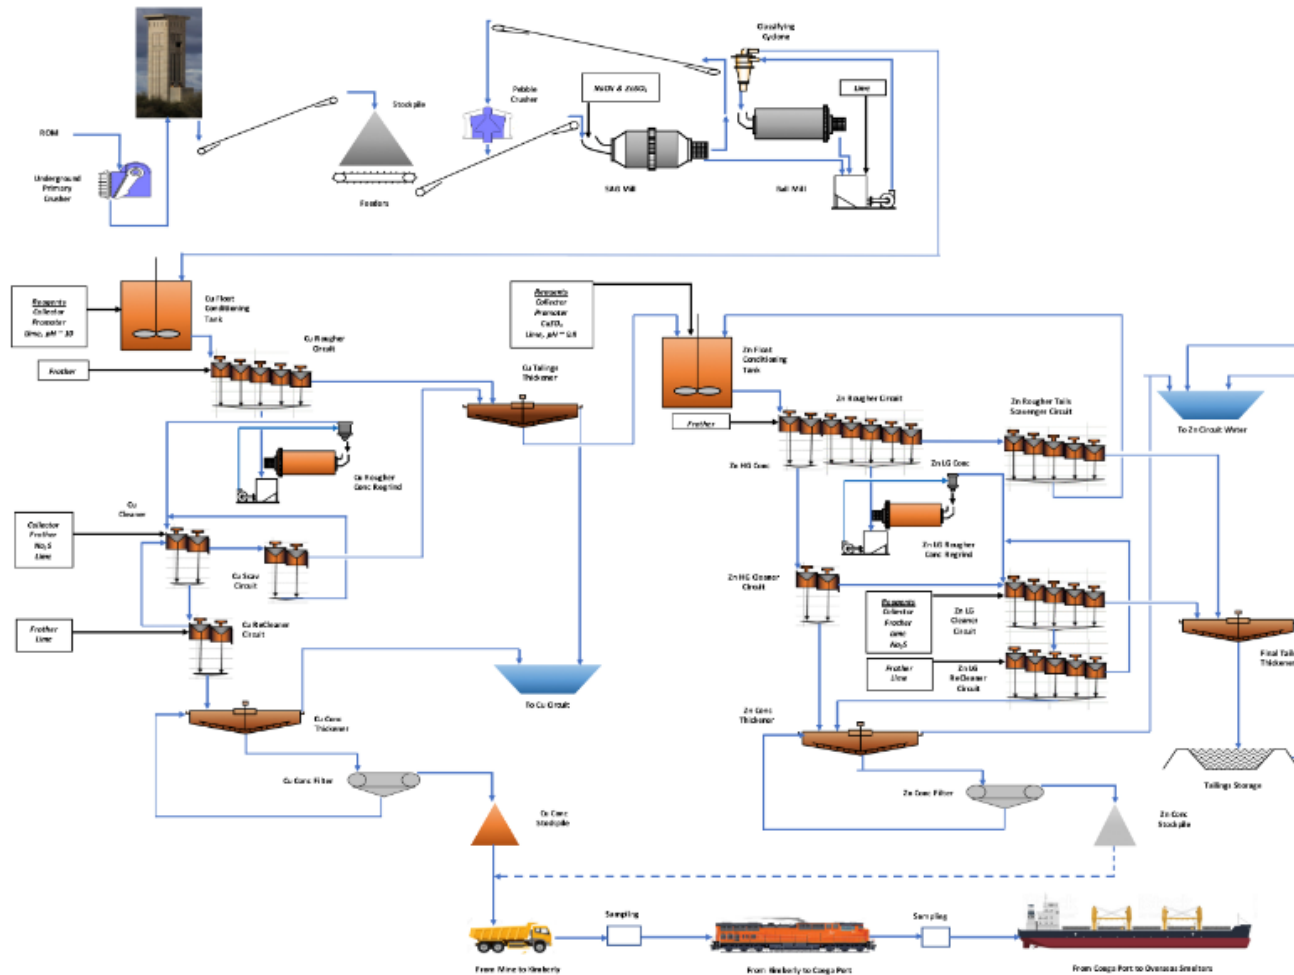 Classifying
Cyclone
NaCN & ZnSO₄
Lime
Pebble
Crusher
Stockpile
ROM
Underground
Primary
Crusher
Feeders
SAG Mill
Ball Mill
Reagents
Collector
Promoter
Lime, pH ~ 10
Cu Float
Conditioning
Tank
Cu Rougher
Circuit
Frother
Reagents
Collector
Promoter
CuSO₄
Cu Tailings
Thickener
Zn Float
Conditioning
Tank
Zn Rougher Circuit
Zn Rougher Tails
Scavenger Circuit
Frother
To Zn Circuit Water
Zn HG Conc
Zn LG Conc
Cu Rougher
Conc Regrind
Cu
Cleaner
Collector
Frother
Na₂S
Lime
Cu Scav
Circuit
Zn LG Rougher
Conc Regrind
Zn HG Cleaner
Circuit
Reagents
Collector
Frother
Lime
Na₂S
Zn LG
Cleaner
Circuit
Frother
Lime
Cu ReCleaner
Circuit
Final Tails
Thickener
Frother
Lime
Zn LG
ReCleaner
Circuit
To Cu Circuit
Cu Conc
Thickener
Zn Conc
Thickener
Cu Conc Filter
Zn Conc Filter
Tailings Storage
Cu Conc
Stockpile
Zn Conc
Stockpile
Sampling
Sampling
From Mine to Kimberly
From Kimberly to Coega Port
From Coega Port to Overseas Smelters